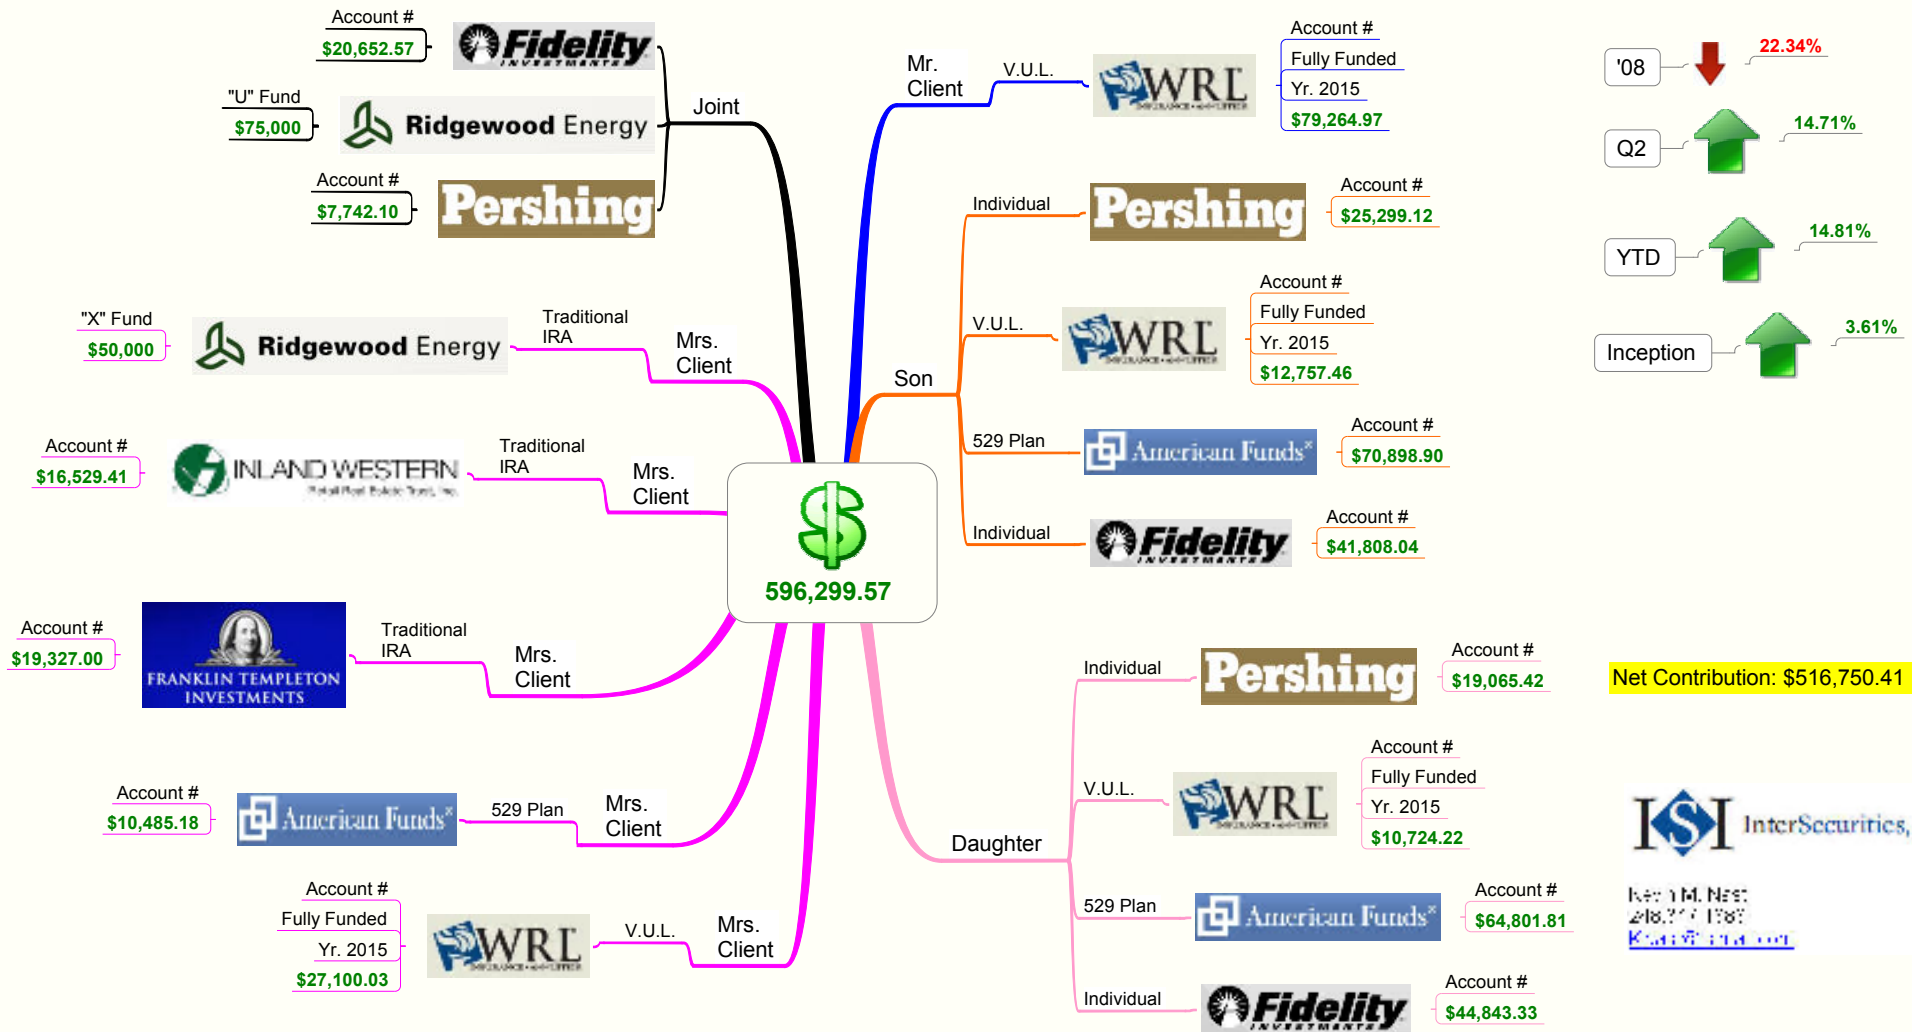 Account #
$20,652.57
Fidelity
INVESTMENTS
"U" Fund
$75,000
Ridgewood Energy
Account #
$7,742.10
Pershing
Joint
"X" Fund
$50,000
Ridgewood Energy
Traditional
IRA
Mrs.
Client
Account #
$16,529.41
INLAND WESTERN
Retail Real Estate Trust, Inc.
Traditional
IRA
Mrs.
Client
Account #
$19,327.00
FRANKLIN TEMPLETON
INVESTMENTS
Traditional
IRA
Mrs.
Client
Account #
$10,485.18
American Funds
529 Plan
Mrs.
Client
Account #
Fully Funded
Yr. 2015
$27,100.03
WRL
V.U.L.
Mrs.
Client
596,299.57
Mr.
Client
V.U.L.
WRL
Account #
Fully Funded
Yr. 2015
$79,264.97
Son
Individual
Pershing
Account #
$25,299.12
V.U.L.
WRL
Account #
Fully Funded
Yr. 2015
$12,757.46
529 Plan
American Funds
Account #
$70,898.90
Individual
Fidelity
INVESTMENTS
Account #
$41,808.04
Daughter
Individual
Pershing
Account #
$19,065.42
V.U.L.
WRL
Account #
Fully Funded
Yr. 2015
$10,724.22
529 Plan
American Funds
Account #
$64,801.81
Individual
Fidelity
INVESTMENTS
Account #
$44,843.33
'08
22.34%
Q2
14.71%
YTD
14.81%
Inception
3.61%
Net Contribution: $516,750.41
ISI InterSecurities,